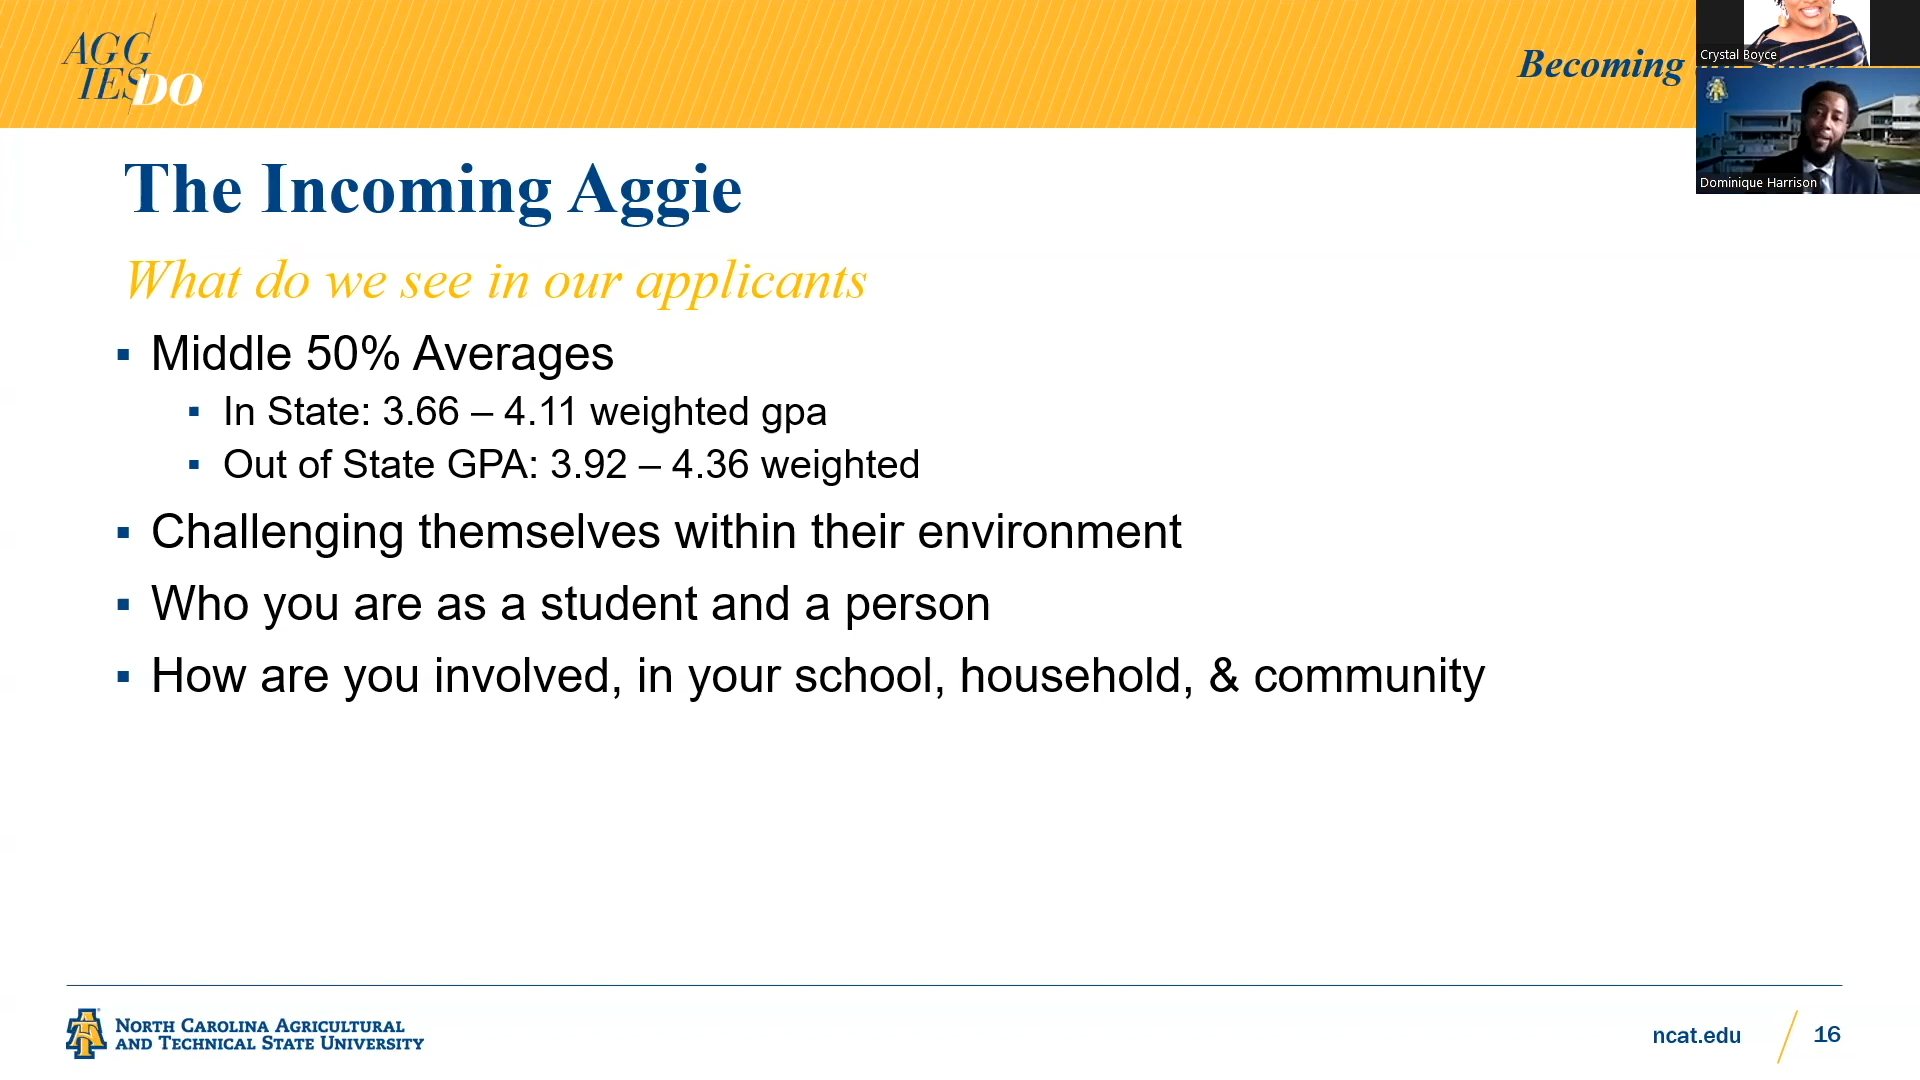 AGG
IES DO
Becoming
Crystal Boyce
Dominique Harrison
The Incoming Aggie
What do we see in our applicants
▪ Middle 50% Averages
▪ In State: 3.66 – 4.11 weighted gpa
▪ Out of State GPA: 3.92 – 4.36 weighted
▪ Challenging themselves within their environment
▪ Who you are as a student and a person
▪ How are you involved, in your school, household, & community
North Carolina Agricultural
and Technical State University
ncat.edu
16